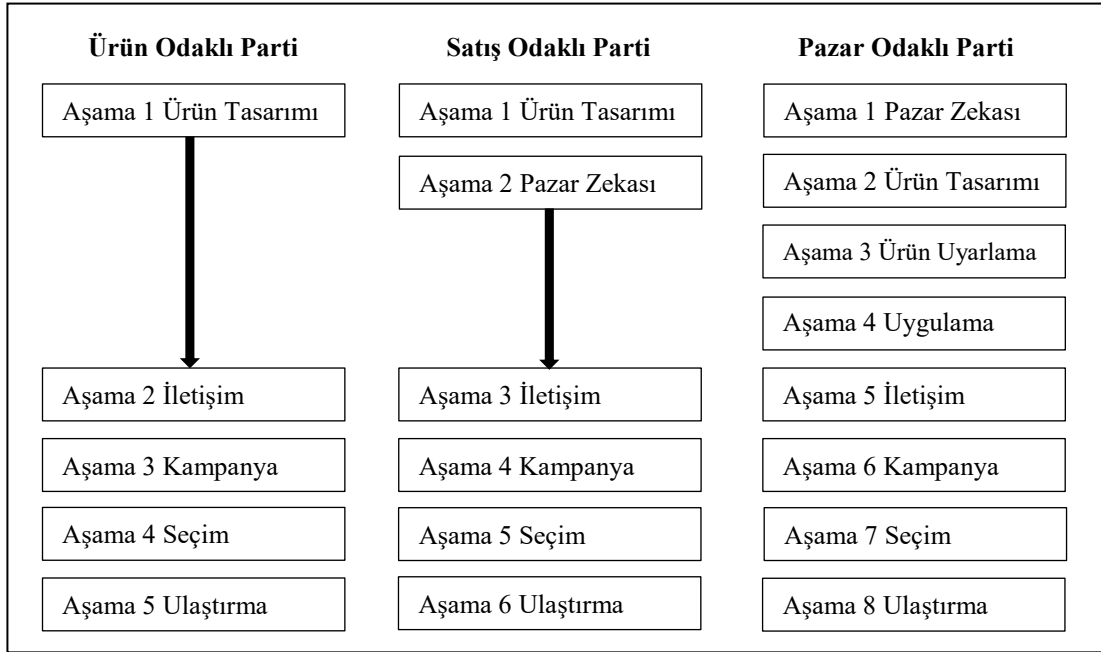 Ürün Odaklı Parti
Aşama 1 Ürün Tasarımı
Aşama 2 İletişim
Aşama 3 Kampanya
Aşama 4 Seçim
Aşama 5 Ulaştırma
Satış Odaklı Parti
Aşama 1 Ürün Tasarımı
Aşama 2 Pazar Zekası
Aşama 3 İletişim
Aşama 4 Kampanya
Aşama 5 Seçim
Aşama 6 Ulaştırma
Pazar Odaklı Parti
Aşama 1 Pazar Zekası
Aşama 2 Ürün Tasarımı
Aşama 3 Ürün Uyarlama
Aşama 4 Uygulama
Aşama 5 İletişim
Aşama 6 Kampanya
Aşama 7 Seçim
Aşama 8 Ulaştırma